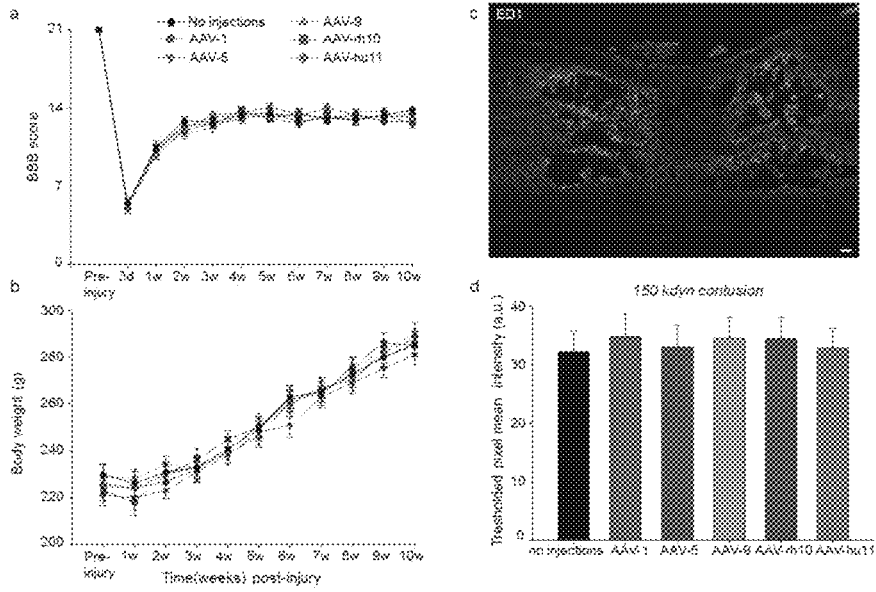 a
21
14
7
0
BBB score
No injections
AAV-1
AAV-5
AAV-9
AAV-rh10
AAV-hu11
Pre-injury 3d 1w 2w 3w 4w 5w 6w 7w 8w 9w 10w
b
300
280
260
240
220
200
Body weight (g)
Pre-injury 1w 2w 3w 4w 5w 6w 7w 8w 9w 10w
Time(weeks) post-injury
c
ED1
d
150 kdyn contusion
40
30
20
10
0
Tresholded pixel mean intensity (a.u.)
no injections AAV-1 AAV-5 AAV-9 AAV-rh10 AAV-hu11